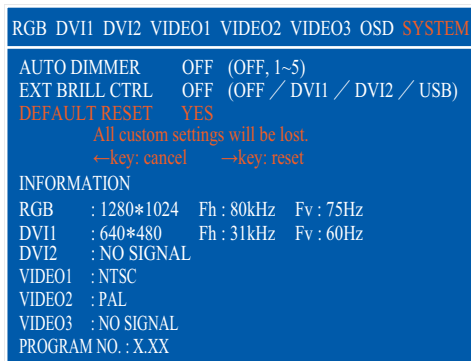 RGB DVI1 DVI2 VIDEO1 VIDEO2 VIDEO3 OSD SYSTEM
AUTO DIMMER OFF (OFF, 1~5)
EXT BRILL CTRL OFF (OFF／DVI1／DVI2／USB)
DEFAULT RESET YES
All custom settings will be lost.
←key: cancel →key: reset
INFORMATION
RGB : 1280*1024 Fh : 80kHz Fv : 75Hz
DVI1 : 640*480 Fh : 31kHz Fv : 60Hz
DVI2 : NO SIGNAL
VIDEO1 : NTSC
VIDEO2 : PAL
VIDEO3 : NO SIGNAL
PROGRAM NO. : X.XX